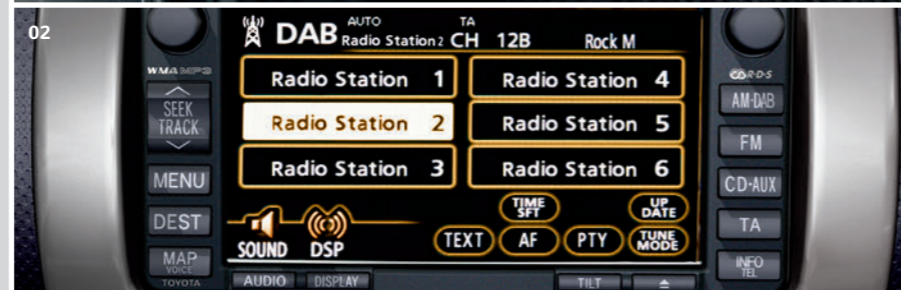 02
DAB AUTO TA
Radio Station 2 CH 12B Rock M
WMA MP3
SEEK
TRACK
MENU
DEST
MAP
VOICE
TOYOTA
Radio Station 1
Radio Station 2
Radio Station 3
Radio Station 4
Radio Station 5
Radio Station 6
SOUND
DSP
TIME
SFT
UP
DATE
TEXT
AF
PTY
TUNE
MODE
R·D·S
AM·DAB
FM
CD·AUX
TA
INFO
TEL
AUDIO
DISPLAY
TILT